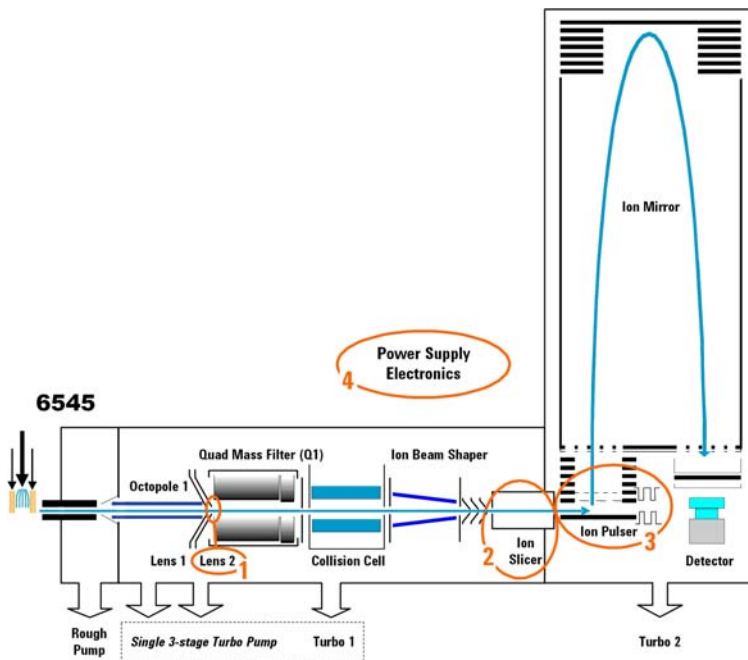 Ion Mirror
Power Supply
Electronics
4
6545
Quad Mass Filter (Q1)
Ion Beam Shaper
Octopole 1
Lens 1
Lens 2
1
Collision Cell
2
Ion
Slicer
Ion Pulser
3
Detector
Rough
Pump
Single 3-stage Turbo Pump
Turbo 1
Turbo 2